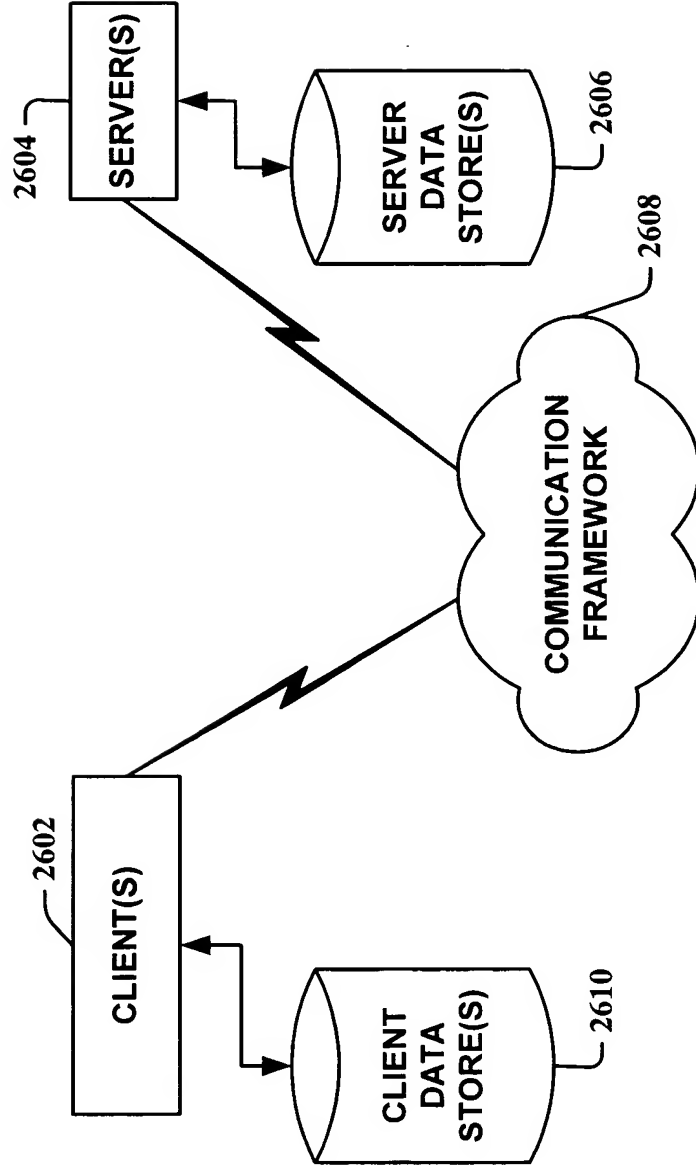 2602
CLIENT(S)
CLIENT
DATA
STORE(S)
2610
COMMUNICATION
FRAMEWORK
2608
2604
SERVER(S)
SERVER
DATA
STORE(S)
2606